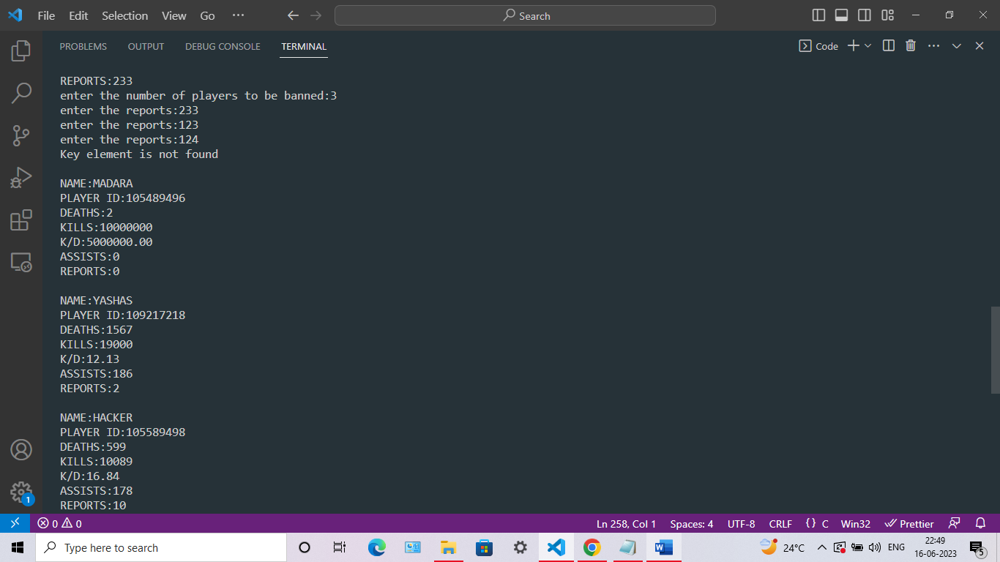 File Edit Selection View Go ···
Search
PROBLEMS OUTPUT DEBUG CONSOLE TERMINAL
Code
REPORTS:233
enter the number of players to be banned:3
enter the reports:233
enter the reports:123
enter the reports:124
Key element is not found
NAME:MADARA
PLAYER ID:105489496
DEATHS:2
KILLS:10000000
K/D:5000000.00
ASSISTS:0
REPORTS:0
NAME:YASHAS
PLAYER ID:109217218
DEATHS:1567
KILLS:19000
K/D:12.13
ASSISTS:186
REPORTS:2
NAME:HACKER
PLAYER ID:105589498
DEATHS:599
KILLS:10089
K/D:16.84
ASSISTS:178
REPORTS:10
1
0 0 Ln 258, Col 1 Spaces: 4 UTF-8 CRLF {} C Win32 Prettier
Type here to search
24°C ENG 22:49
16-06-2023 5